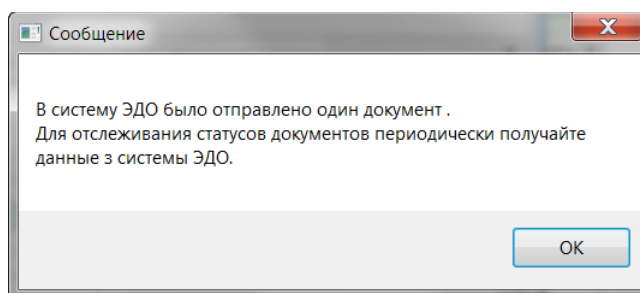 Сообщение
В систему ЭДО было отправлено один документ .
Для отслеживания статусов документов периодически получайте
данные з системы ЭДО.
OK